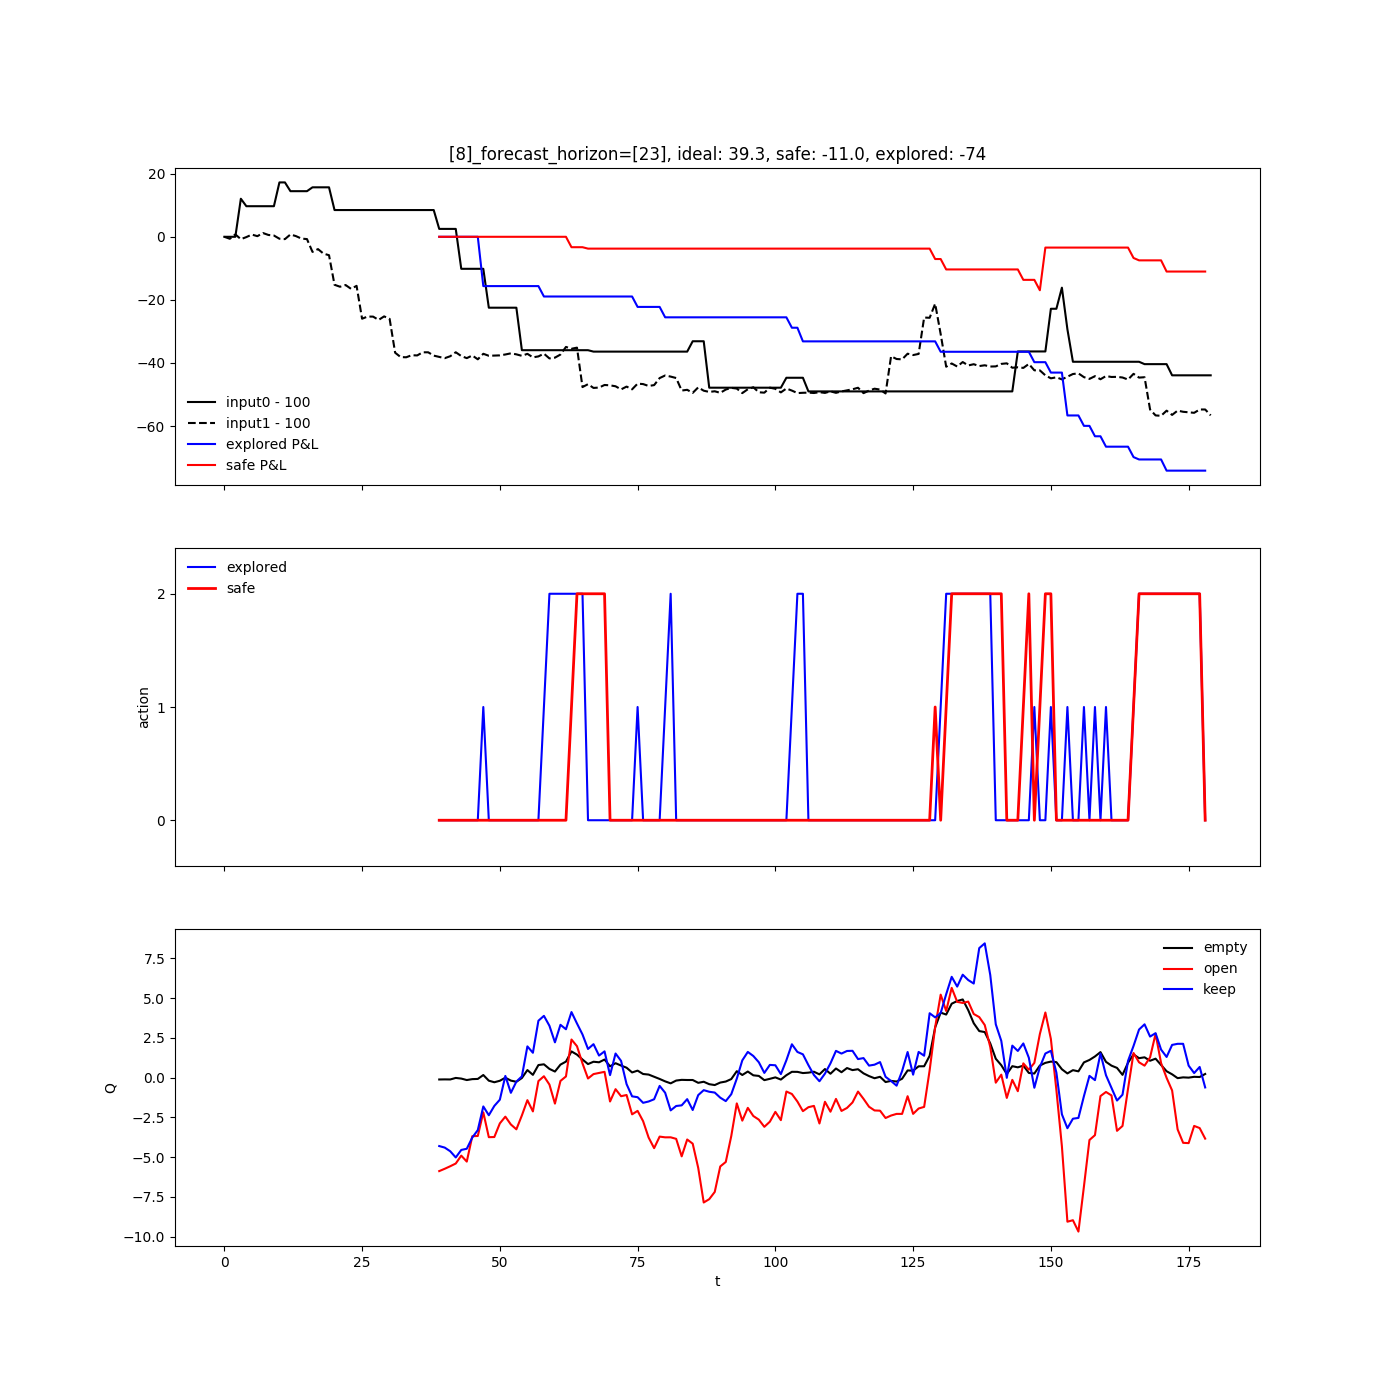 [8]_forecast_horizon=[23], ideal: 39.3, safe: -11.0, explored: -74
20
0
−20
−40
−60
input0 - 100
input1 - 100
explored P&L
safe P&L
explored
safe
2
1
0
action
empty
open
keep
7.5
5.0
2.5
0.0
−2.5
−5.0
−7.5
−10.0
Q
0 25 50 75 100 125 150 175
t